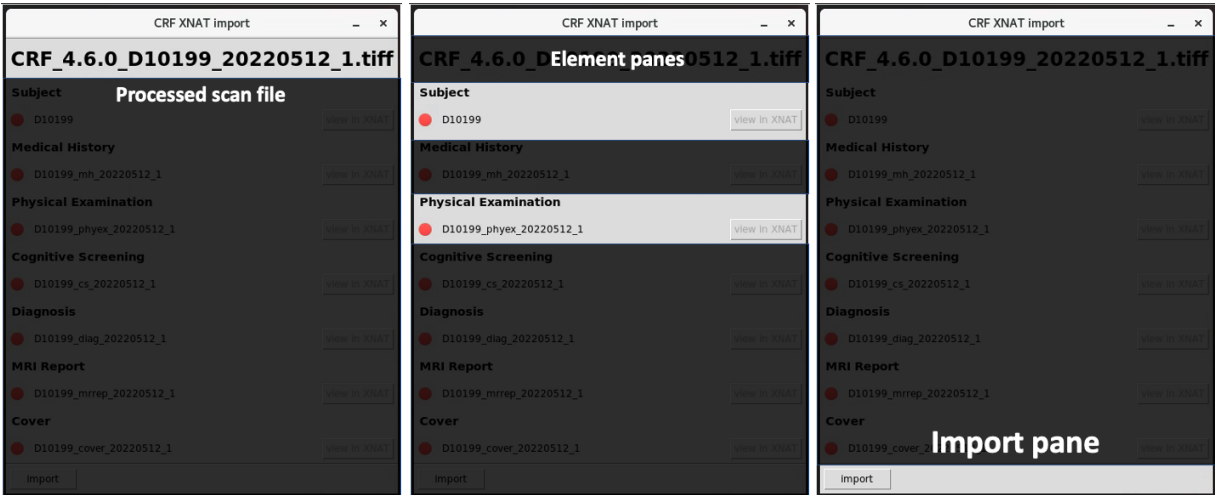 CRF XNAT import
CRF_4.6.0_D10199_20220512_1.tiff
Processed scan file
Subject
D10199 view in XNAT
Medical History
D10199_mh_20220512_1 view in XNAT
Physical Examination
D10199_phyex_20220512_1 view in XNAT
Cognitive Screening
D10199_cs_20220512_1 view in XNAT
Diagnosis
D10199_diag_20220512_1 view in XNAT
MRI Report
D10199_mrrep_20220512_1 view in XNAT
Cover
D10199_cover_20220512_1 view in XNAT
import
CRF XNAT import
CRF_4.6.0_D 512_1.tiff
Element panes
Subject
D10199 view in XNAT
Medical History
D10199_mh_20220512_1 view in XNAT
Physical Examination
D10199_phyex_20220512_1 view in XNAT
Cognitive Screening
D10199_cs_20220512_1 view in XNAT
Diagnosis
D10199_diag_20220512_1 view in XNAT
MRI Report
D10199_mrrep_20220512_1 view in XNAT
Cover
D10199_cover_20220512_1 view in XNAT
import
CRF XNAT import
CRF_4.6.0_D10199_20220512_1.tiff
Subject
D10199 view in XNAT
Medical History
D10199_mh_20220512_1 view in XNAT
Physical Examination
D10199_phyex_20220512_1 view in XNAT
Cognitive Screening
D10199_cs_20220512_1 view in XNAT
Diagnosis
D10199_diag_20220512_1 view in XNAT
MRI Report
D10199_mrrep_20220512_1 view in XNAT
Cover
D10199_cover_2 view in XNAT
Import pane
import